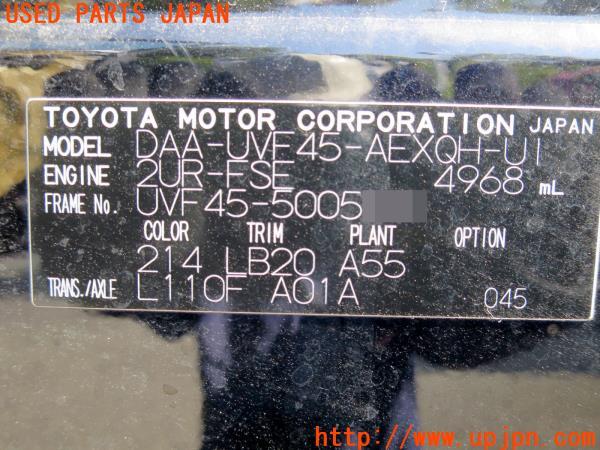 USED PARTS JAPAN
TOYOTA MOTOR CORPORATION JAPAN
MODEL DAA-UVF45-AEXQH-U1
ENGINE 2UR-FSE 4968 mL
FRAME No. UVF45-5005
COLOR TRIM PLANT OPTION
214 LB20 A55
TRANS./AXLE L110F A01A 045
http://www.upjpn.com/